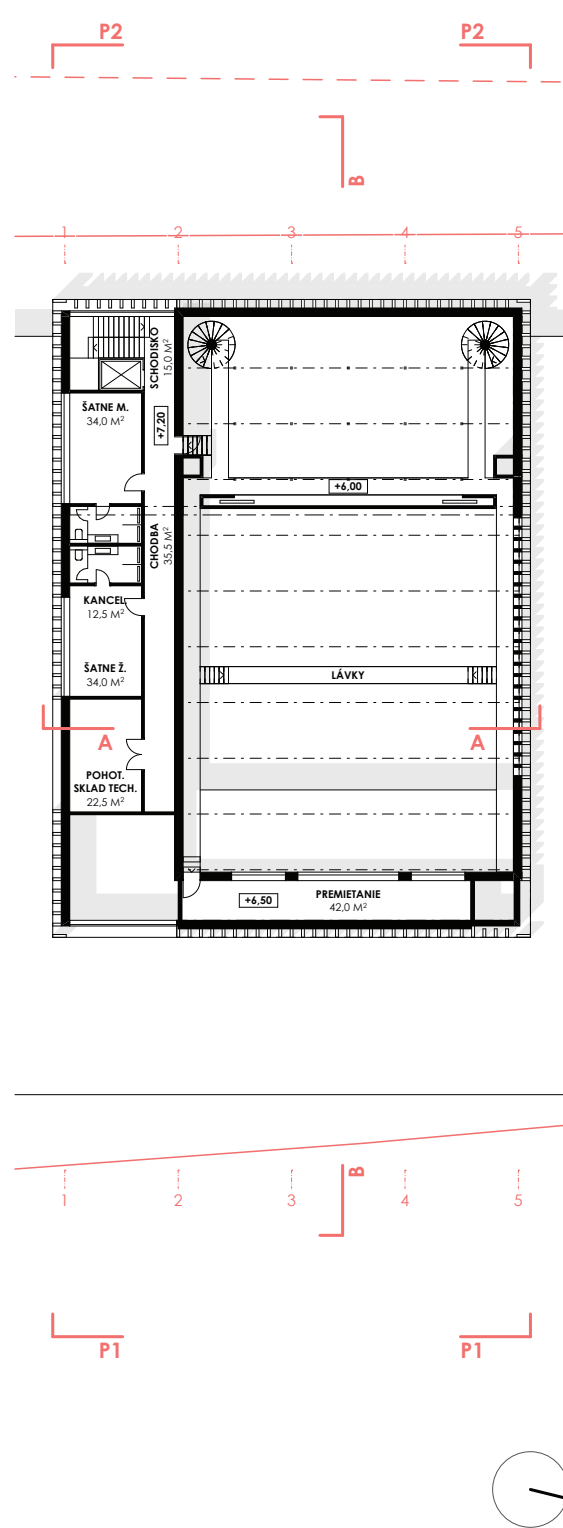 P2 P2
B
1 2 3 4 5
SCHODISKO
15,0 M²
ŠATNE M.
34,0 M²
+7,20
+6,00
CHODBA
35,5 M²
KANCEL.
12,5 M²
ŠATNE Ž.
34,0 M²
LÁVKY
A A
POHOT.
SKLAD TECH.
22,5 M²
PREMIETANIE
42,0 M²
+6,50
B
1 2 3 4 5
P1 P1